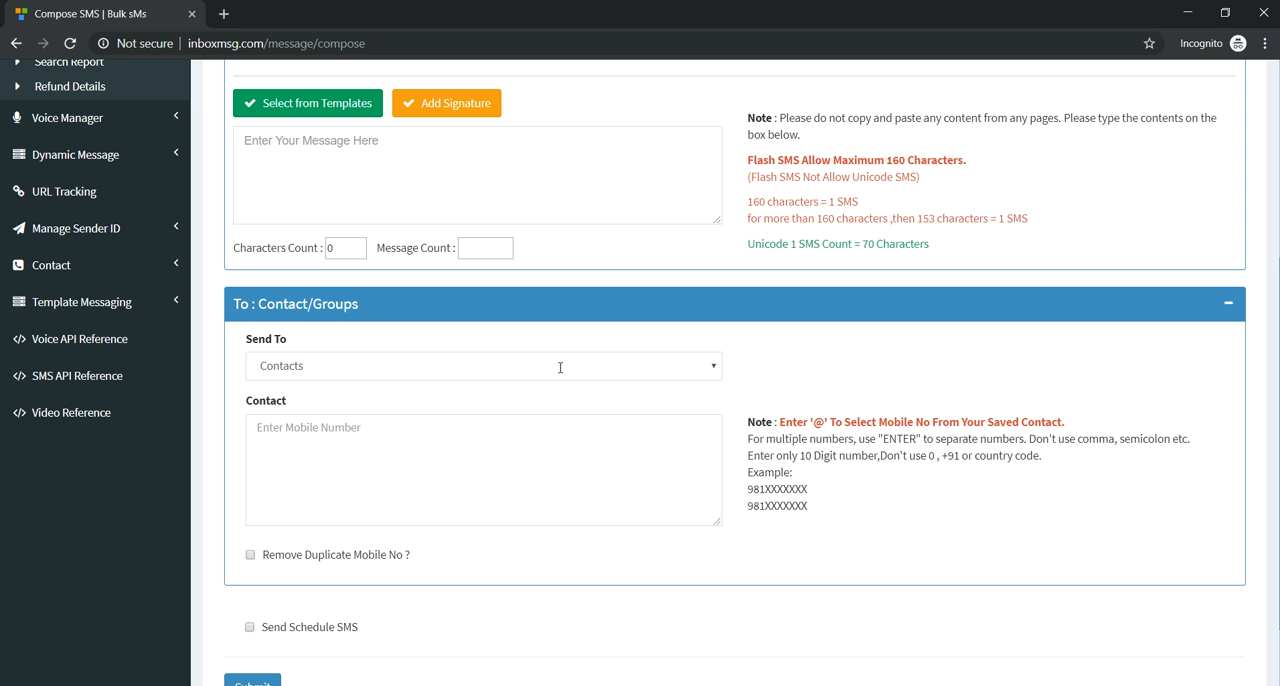 Compose SMS | Bulk sMs
Not secure | inboxmsg.com/message/compose
Incognito
Search Report
Refund Details
Voice Manager
Dynamic Message
URL Tracking
Manage Sender ID
Contact
Template Messaging
Voice API Reference
SMS API Reference
Video Reference
Select from Templates
Add Signature
Enter Your Message Here
Characters Count : 0 Message Count :
Note : Please do not copy and paste any content from any pages. Please type the contents on the
box below.
Flash SMS Allow Maximum 160 Characters.
(Flash SMS Not Allow Unicode SMS)
160 characters = 1 SMS
for more than 160 characters ,then 153 characters = 1 SMS
Unicode 1 SMS Count = 70 Characters
To : Contact/Groups
Send To
Contacts
Contact
Enter Mobile Number
Note : Enter '@' To Select Mobile No From Your Saved Contact.
For multiple numbers, use "ENTER" to separate numbers. Don't use comma, semicolon etc.
Enter only 10 Digit number,Don't use 0 , +91 or country code.
Example:
981XXXXXXX
981XXXXXXX
Remove Duplicate Mobile No ?
Send Schedule SMS
Submit